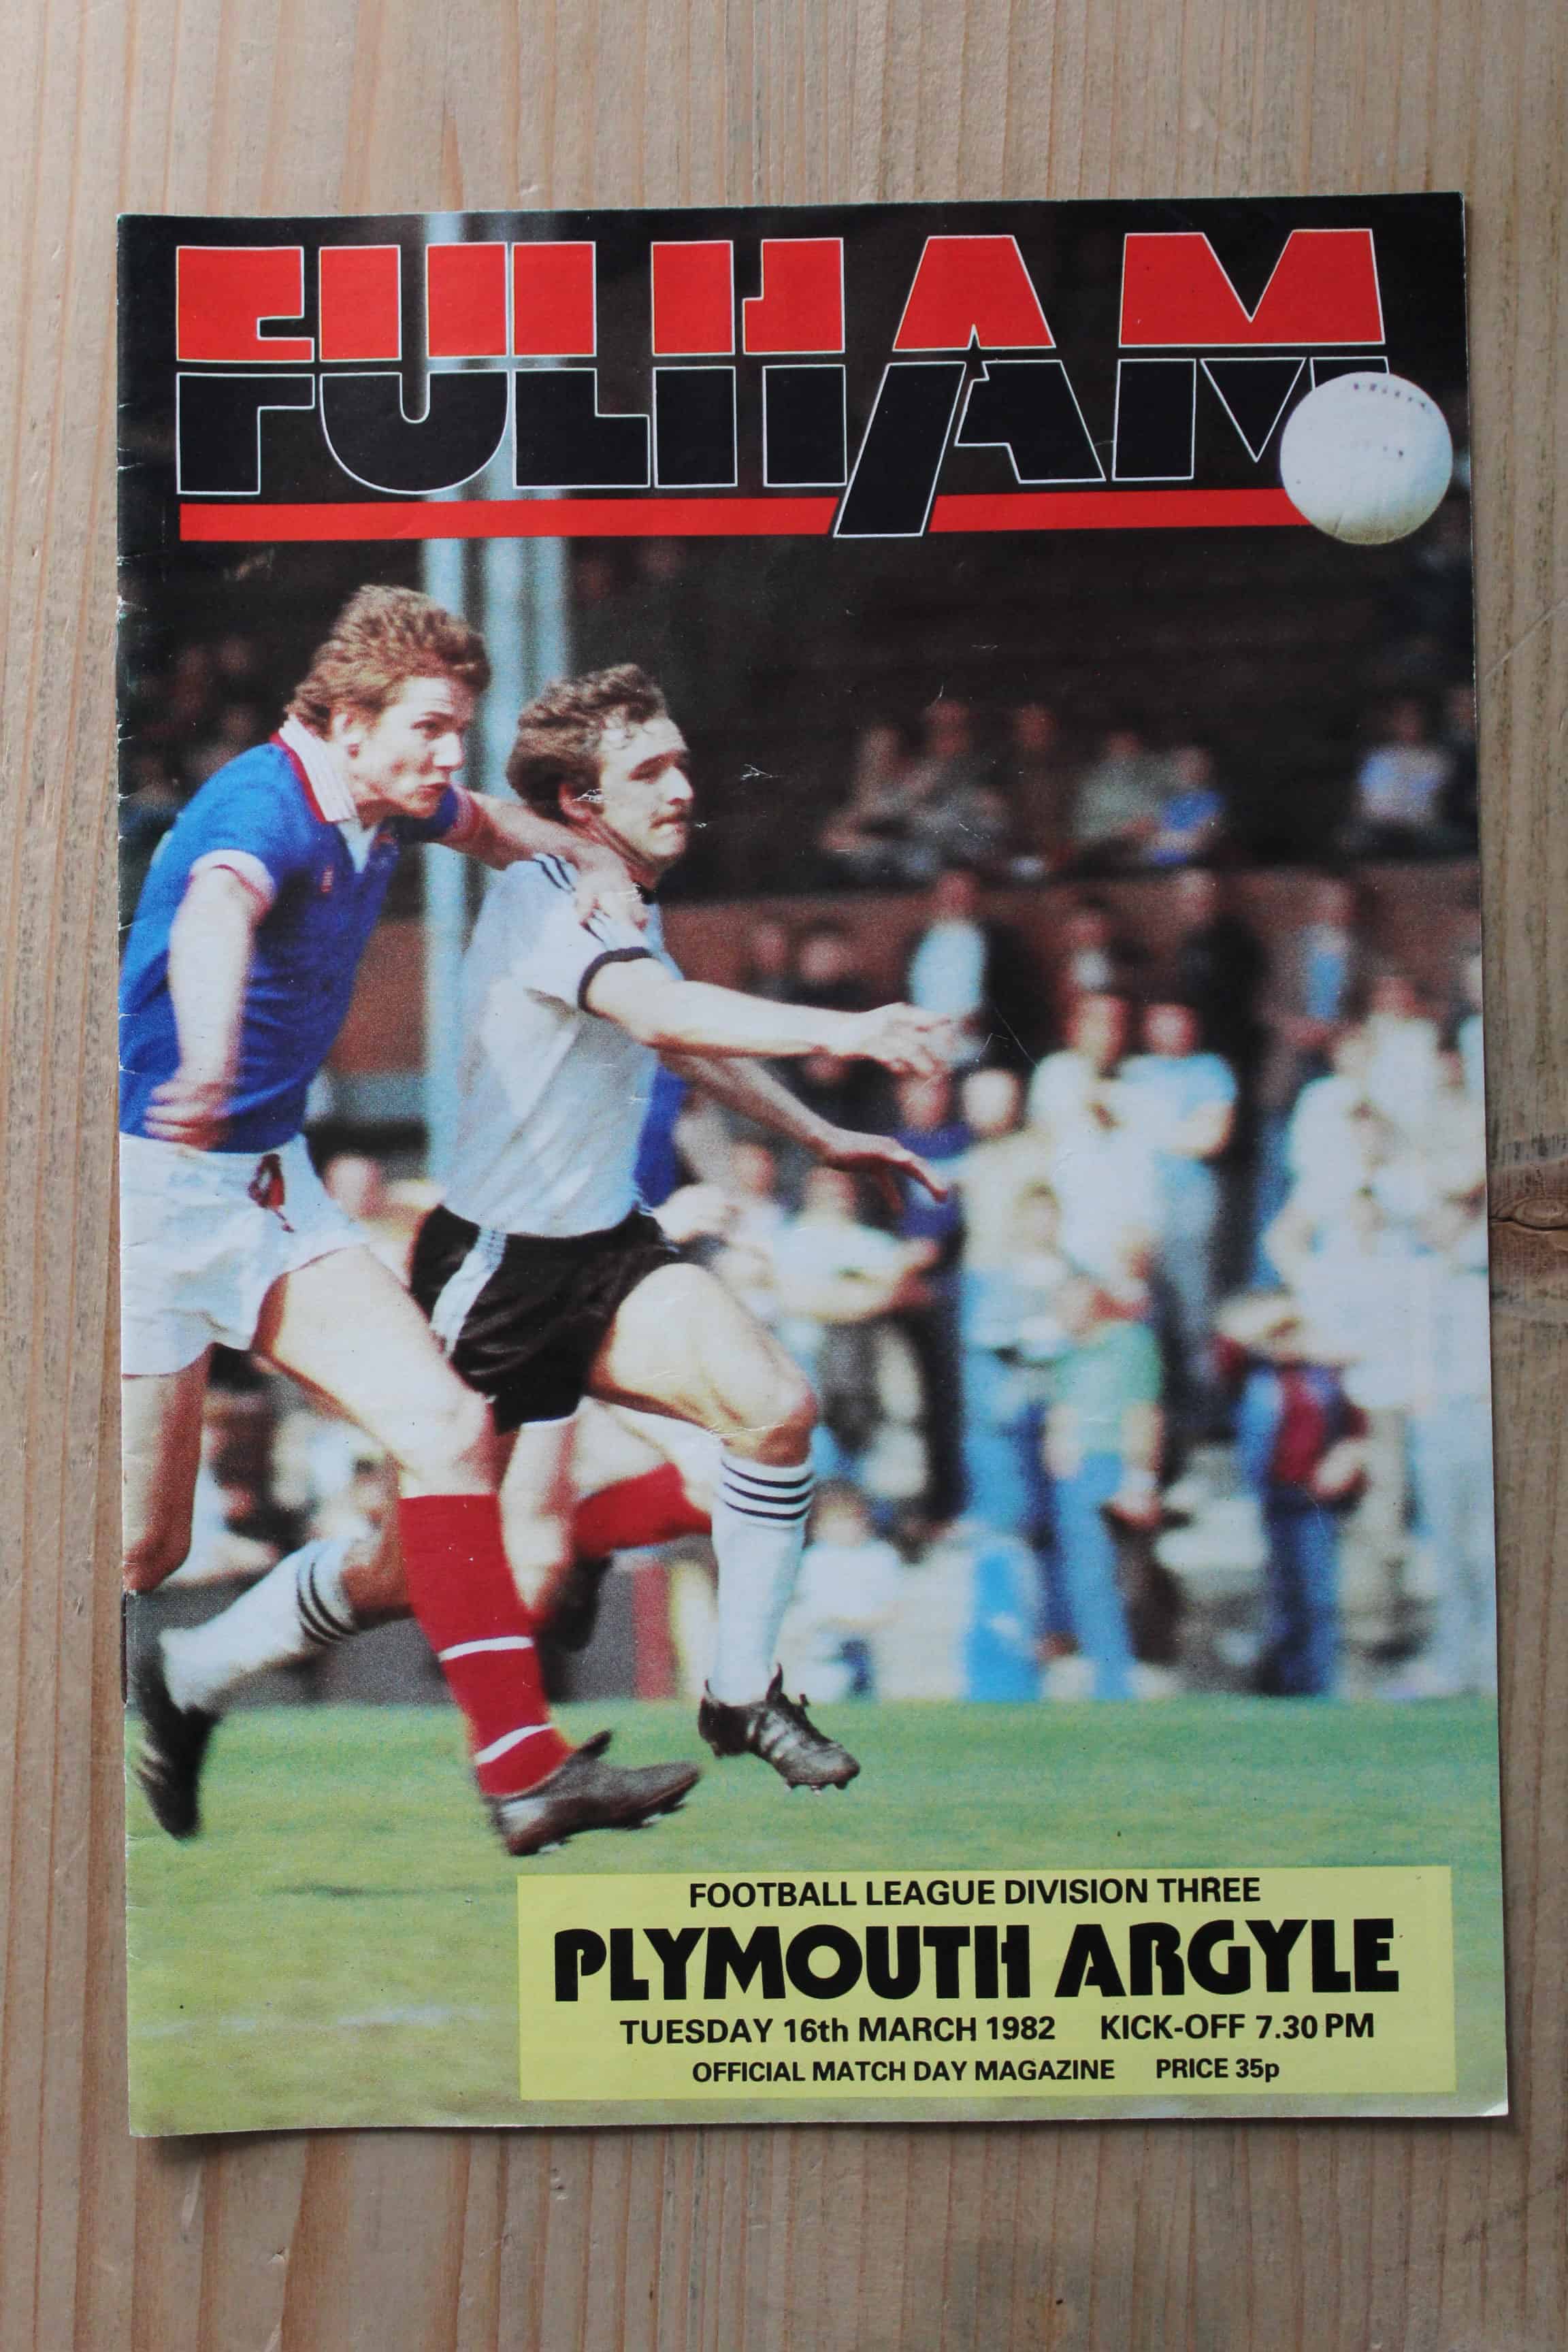 FULHAM
FOOTBALL LEAGUE DIVISION THREE
PLYMOUTH ARGYLE
TUESDAY 16th MARCH 1982 KICK-OFF 7.30 PM
OFFICIAL MATCH DAY MAGAZINE PRICE 35p